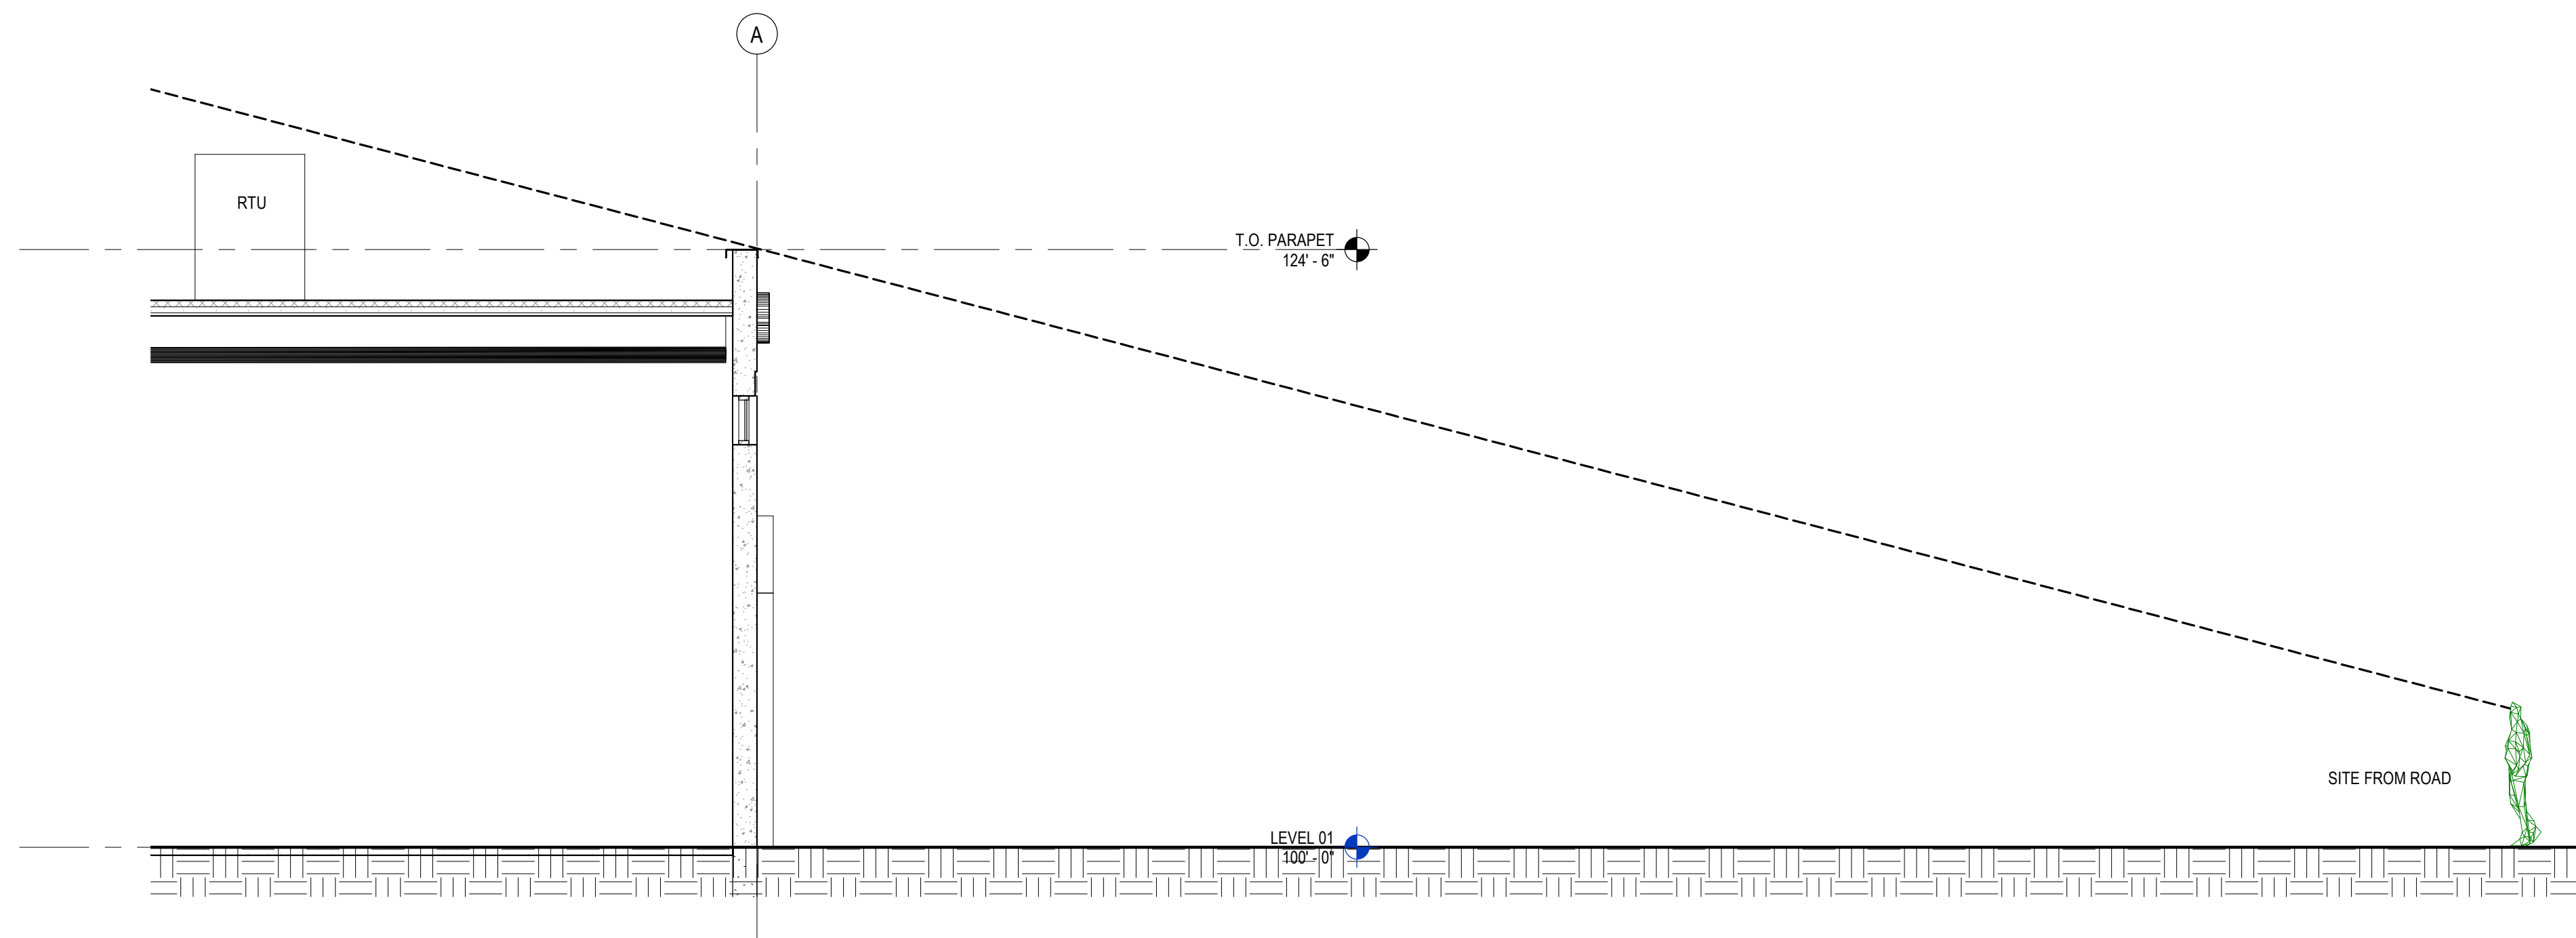 A
RTU
T.O. PARAPET
124' - 6"
SITE FROM ROAD
LEVEL 01
100' - 0"